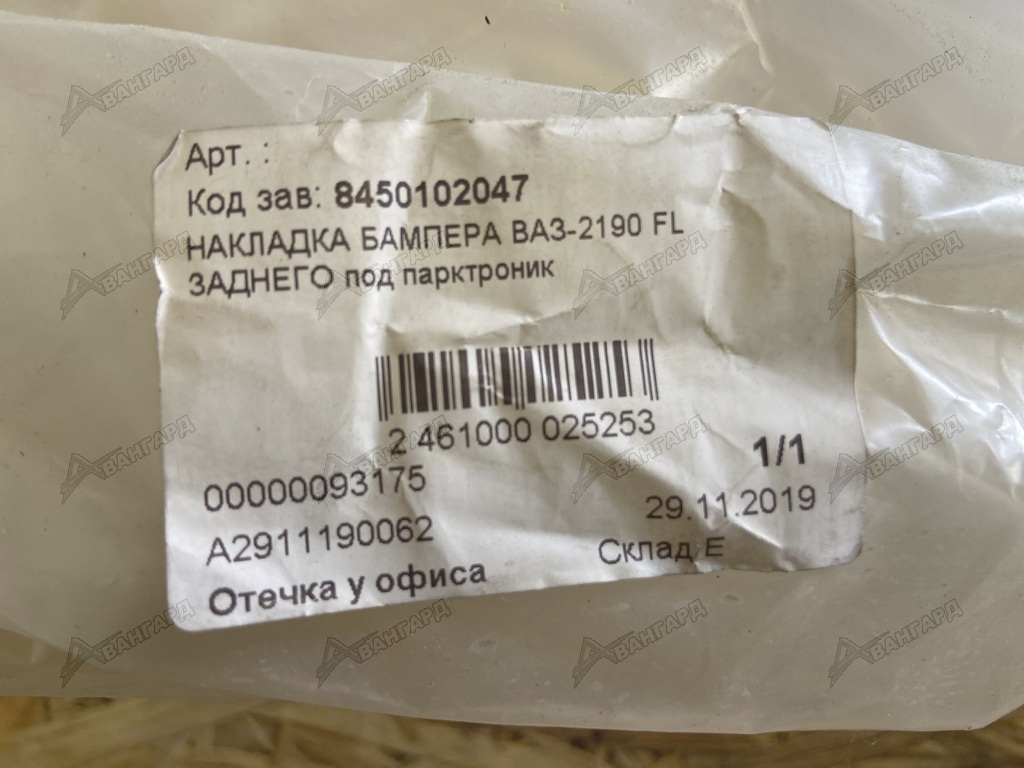 Арт. :
Код зав: 8450102047
НАКЛАДКА БАМПЕРА ВАЗ-2190 FL
ЗАДНЕГО под парктроник
2 461000 025253
1/1
00000093175
29.11.2019
А2911190062
Склад Е
Отечка у офиса
АВАНГАРД